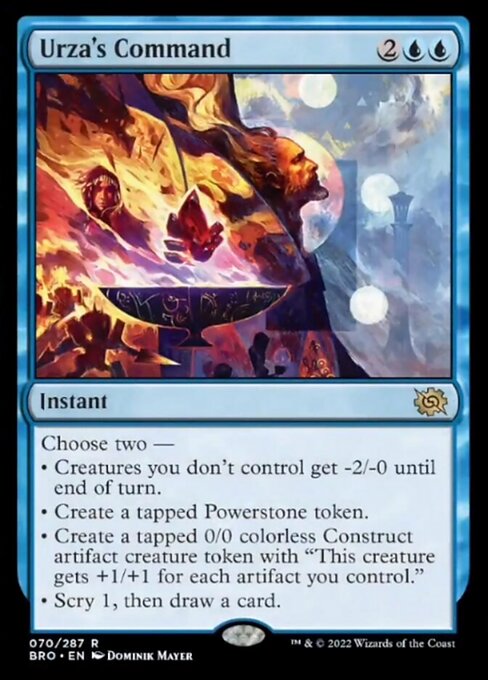 Urza's Command 2
Instant
Choose two —
• Creatures you don't control get -2/-0 until
end of turn.
• Create a tapped Powerstone token.
• Create a tapped 0/0 colorless Construct
artifact creature token with “This creature
gets +1/+1 for each artifact you control.”
• Scry 1, then draw a card.
070/287 R
BRO • EN Dominik Mayer
™ & © 2022 Wizards of the Coast